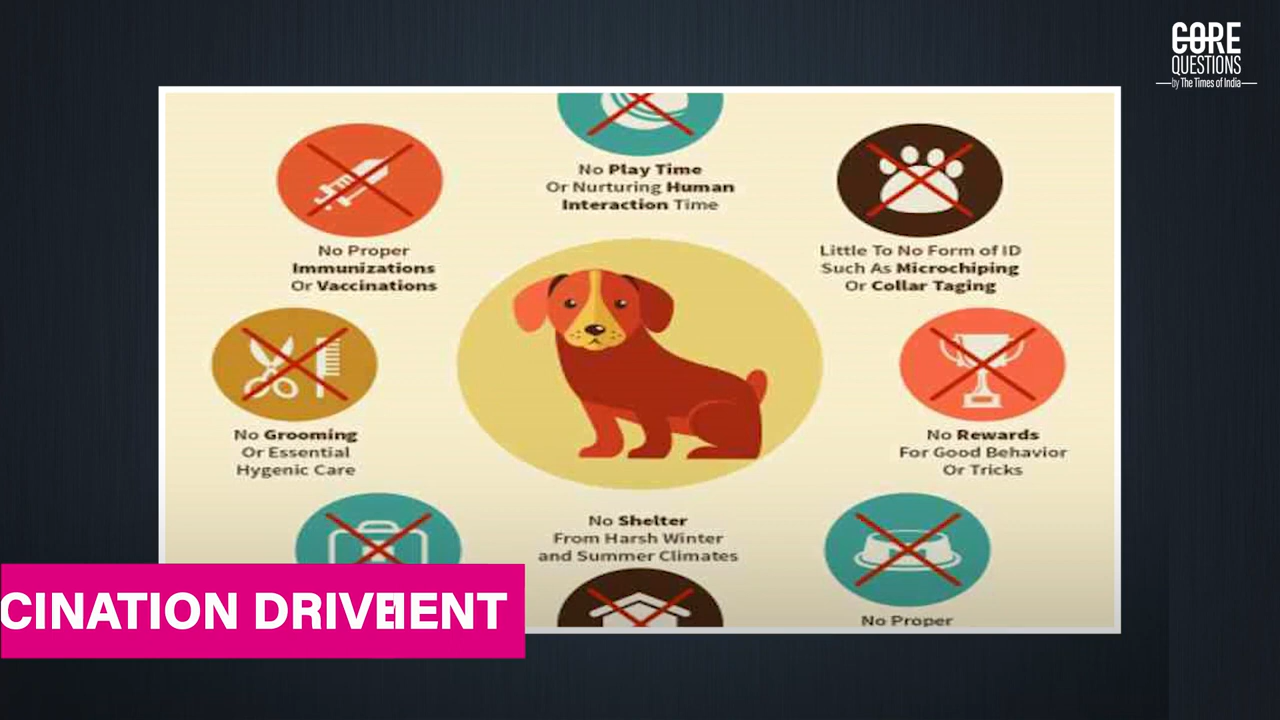 CORE
QUESTIONS
by The Times of India
No Play Time
Or Nurturing Human
Interaction Time
No Proper
Immunizations
Or Vaccinations
Little To No Form of ID
Such As Microchiping
Or Collar Taging
No Grooming
Or Essential
Hygenic Care
No Rewards
For Good Behavior
Or Tricks
No Shelter
From Harsh Winter
and Summer Climates
No Proper
CINATION DRIVE